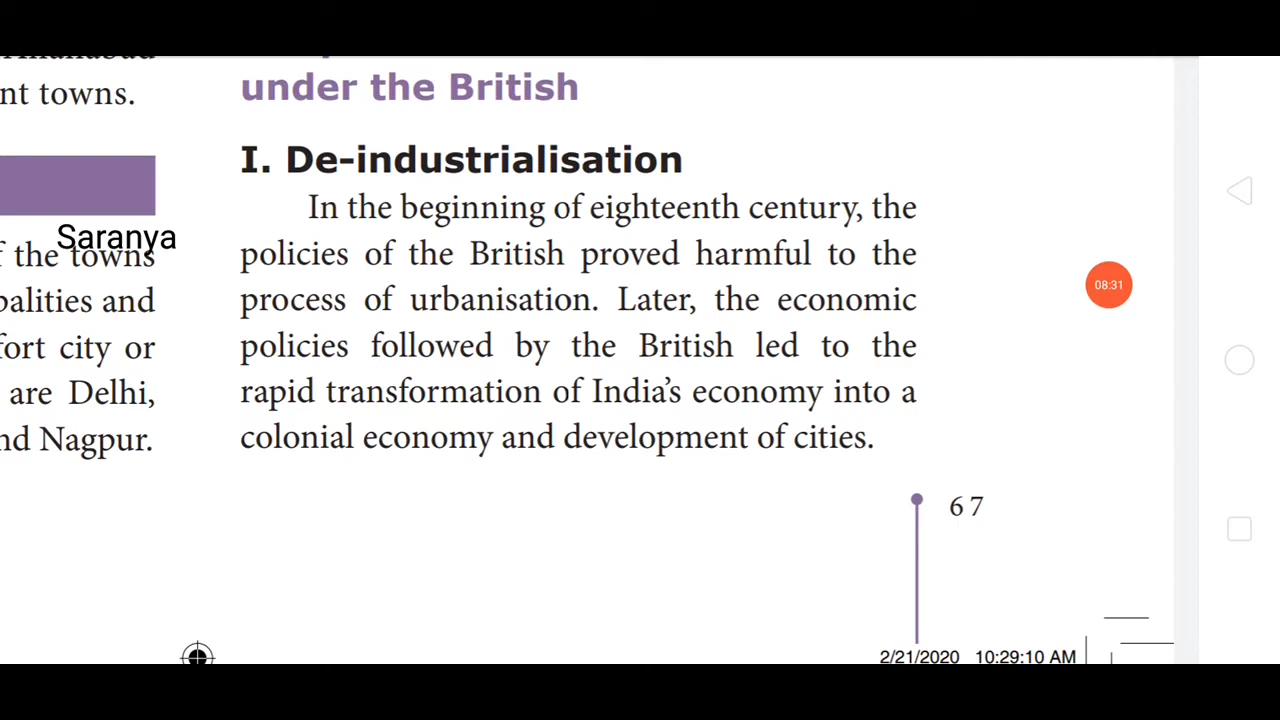 nt towns.
Saranya
f the towns
palities and
fort city or
are Delhi,
nd Nagpur.
under the British
I. De-industrialisation
In the beginning of eighteenth century, the
policies of the British proved harmful to the
process of urbanisation. Later, the economic
policies followed by the British led to the
rapid transformation of India's economy into a
colonial economy and development of cities.
67
08:31
2/21/2020 10:29:10 AM